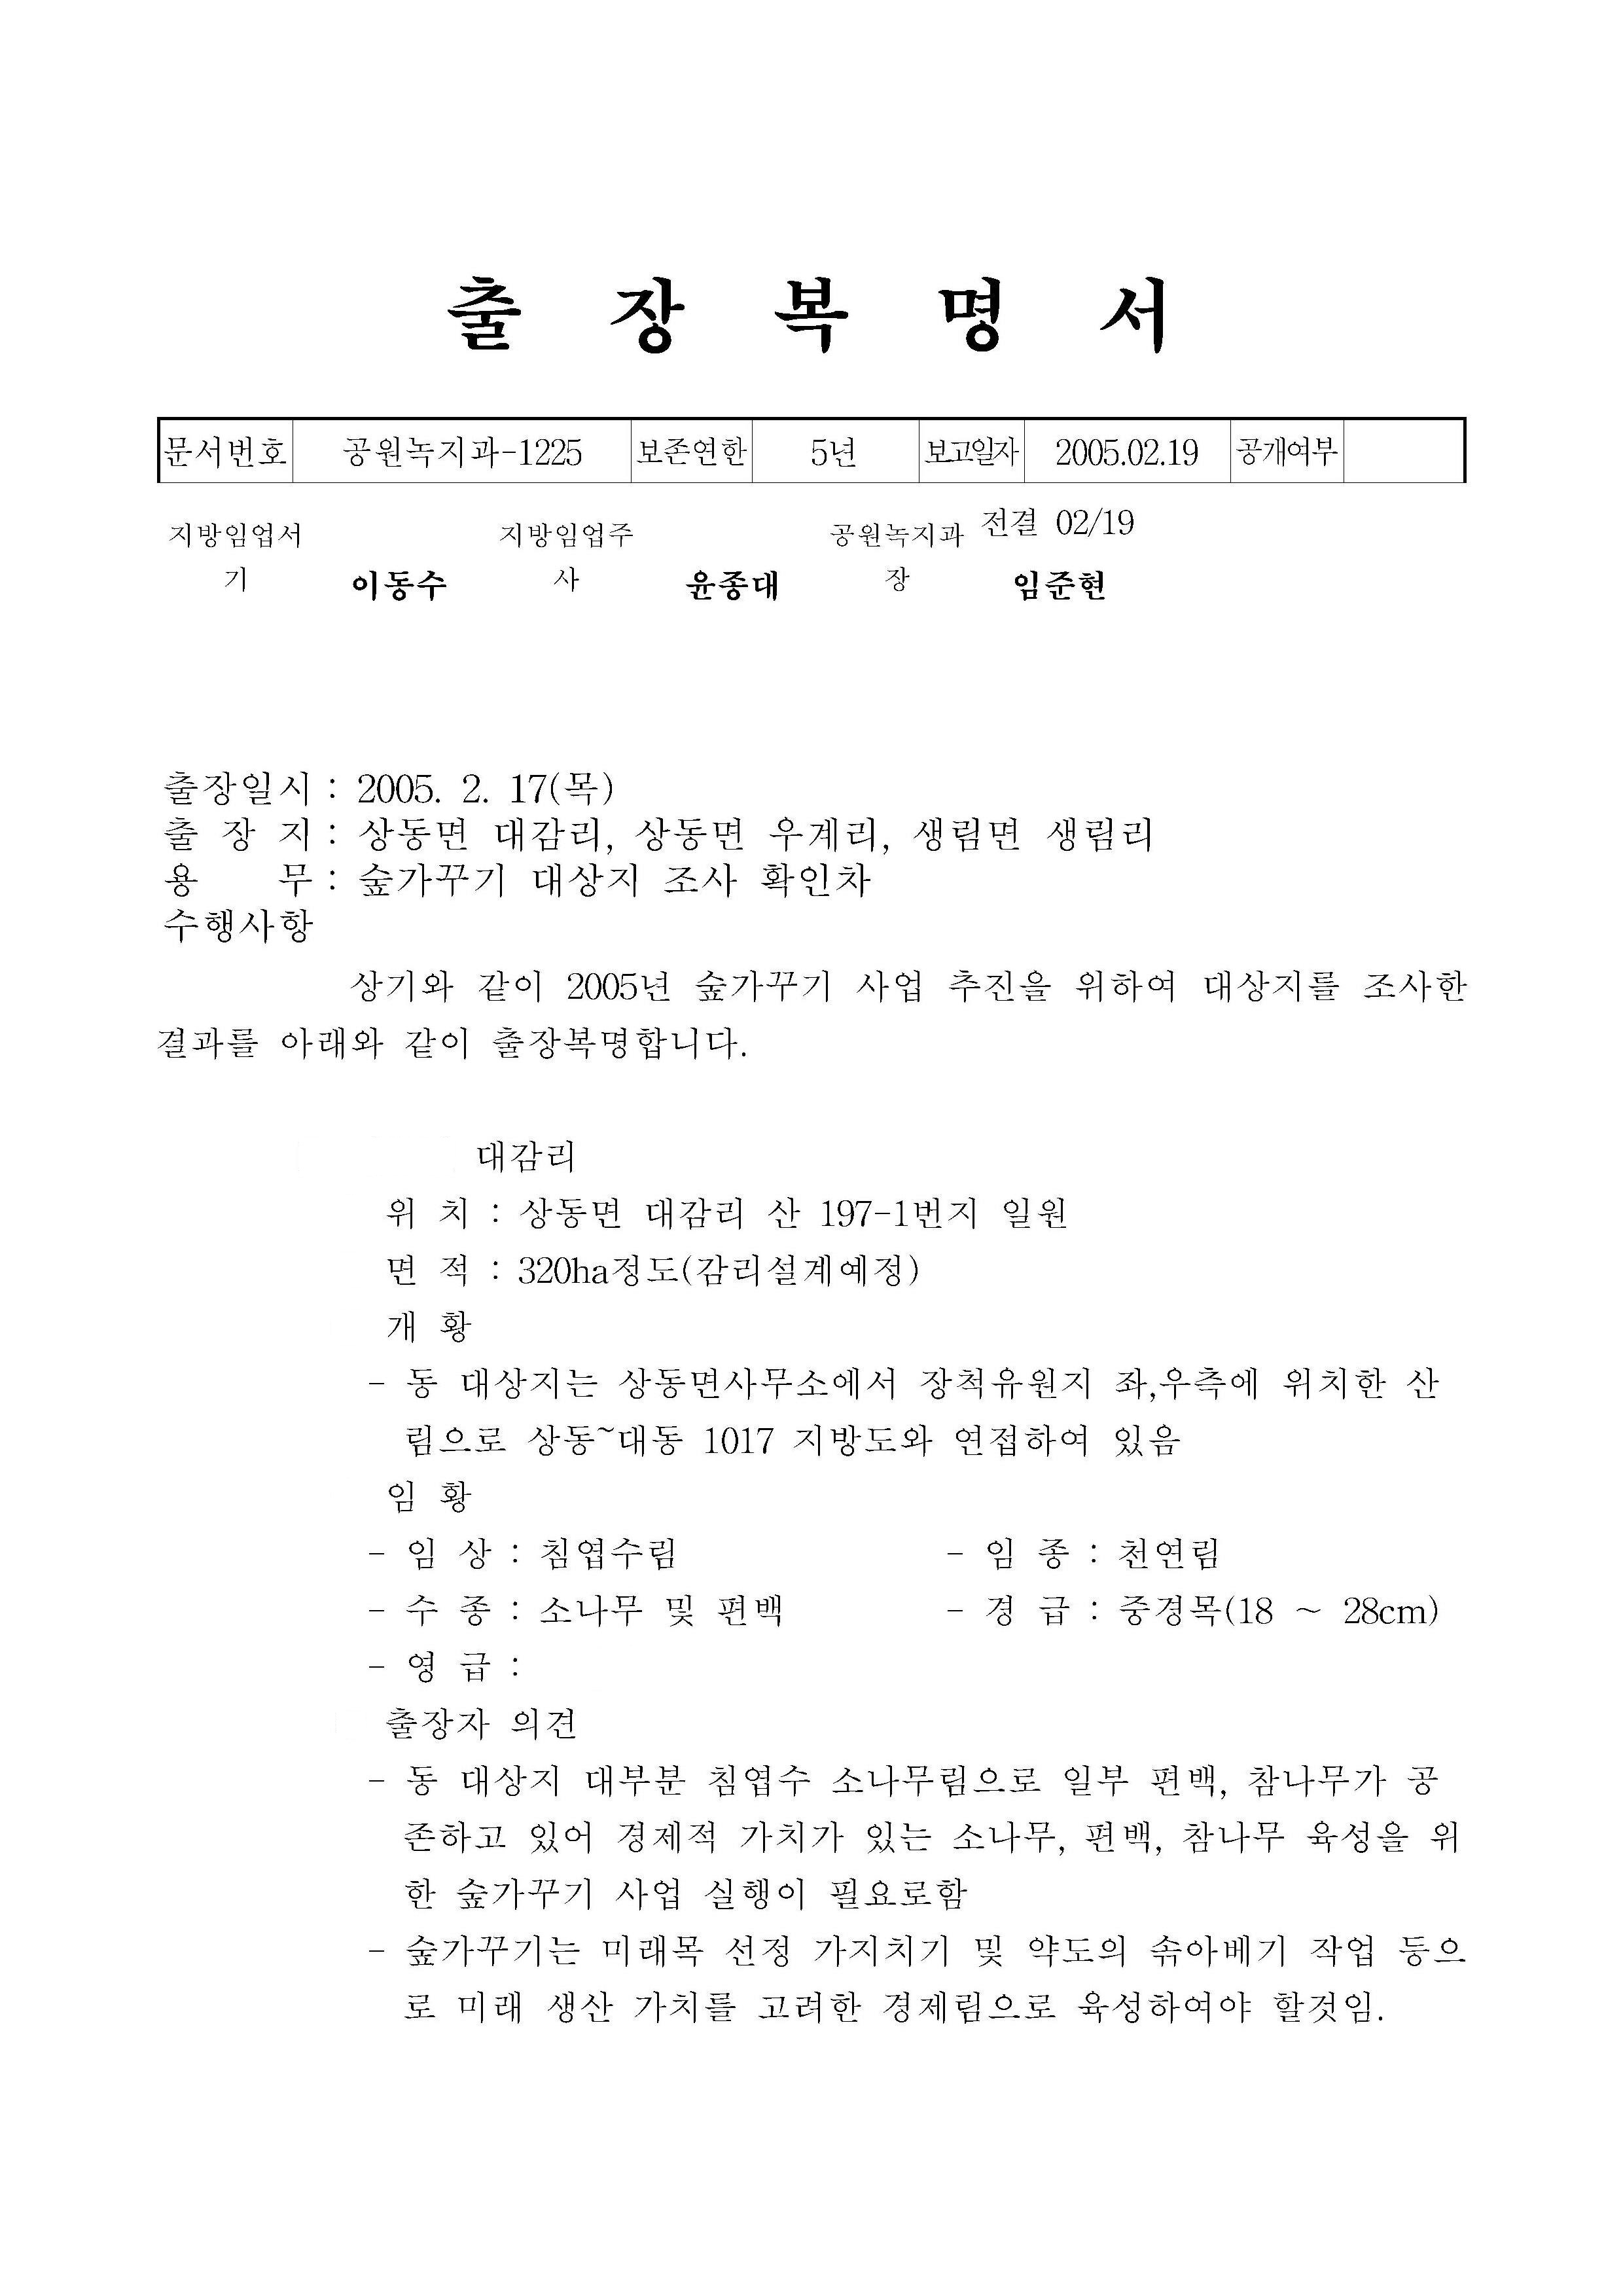 출 장 복 명 서
문서번호 공원녹지과-1225 보존연한 5년 보고일자 2005.02.19 공개여부
지방임업서 지방임업주 공원녹지과 전결 02/19
기 이동수 사 윤종대 장 임준현
출장일시 : 2005. 2. 17(목)
출 장 지 : 상동면 대감리, 상동면 우계리, 생림면 생림리
용 무 : 숲가꾸기 대상지 조사 확인차
수행사항
상기와 같이 2005년 숲가꾸기 사업 추진을 위하여 대상지를 조사한
결과를 아래와 같이 출장복명합니다.
대감리
위 치 : 상동면 대감리 산 197-1번지 일원
면 적 : 320ha정도(감리설계예정)
개 황
- 동 대상지는 상동면사무소에서 장척유원지 좌,우측에 위치한 산
림으로 상동~대동 1017 지방도와 연접하여 있음
임 황
- 임 상 : 침엽수림 - 임 종 : 천연림
- 수 종 : 소나무 및 편백 - 경 급 : 중경목(18 ~ 28cm)
- 영 급 :
출장자 의견
- 동 대상지 대부분 침엽수 소나무림으로 일부 편백, 참나무가 공
존하고 있어 경제적 가치가 있는 소나무, 편백, 참나무 육성을 위
한 숲가꾸기 사업 실행이 필요로함
- 숲가꾸기는 미래목 선정 가지치기 및 약도의 솎아베기 작업 등으
로 미래 생산 가치를 고려한 경제림으로 육성하여야 할것임.